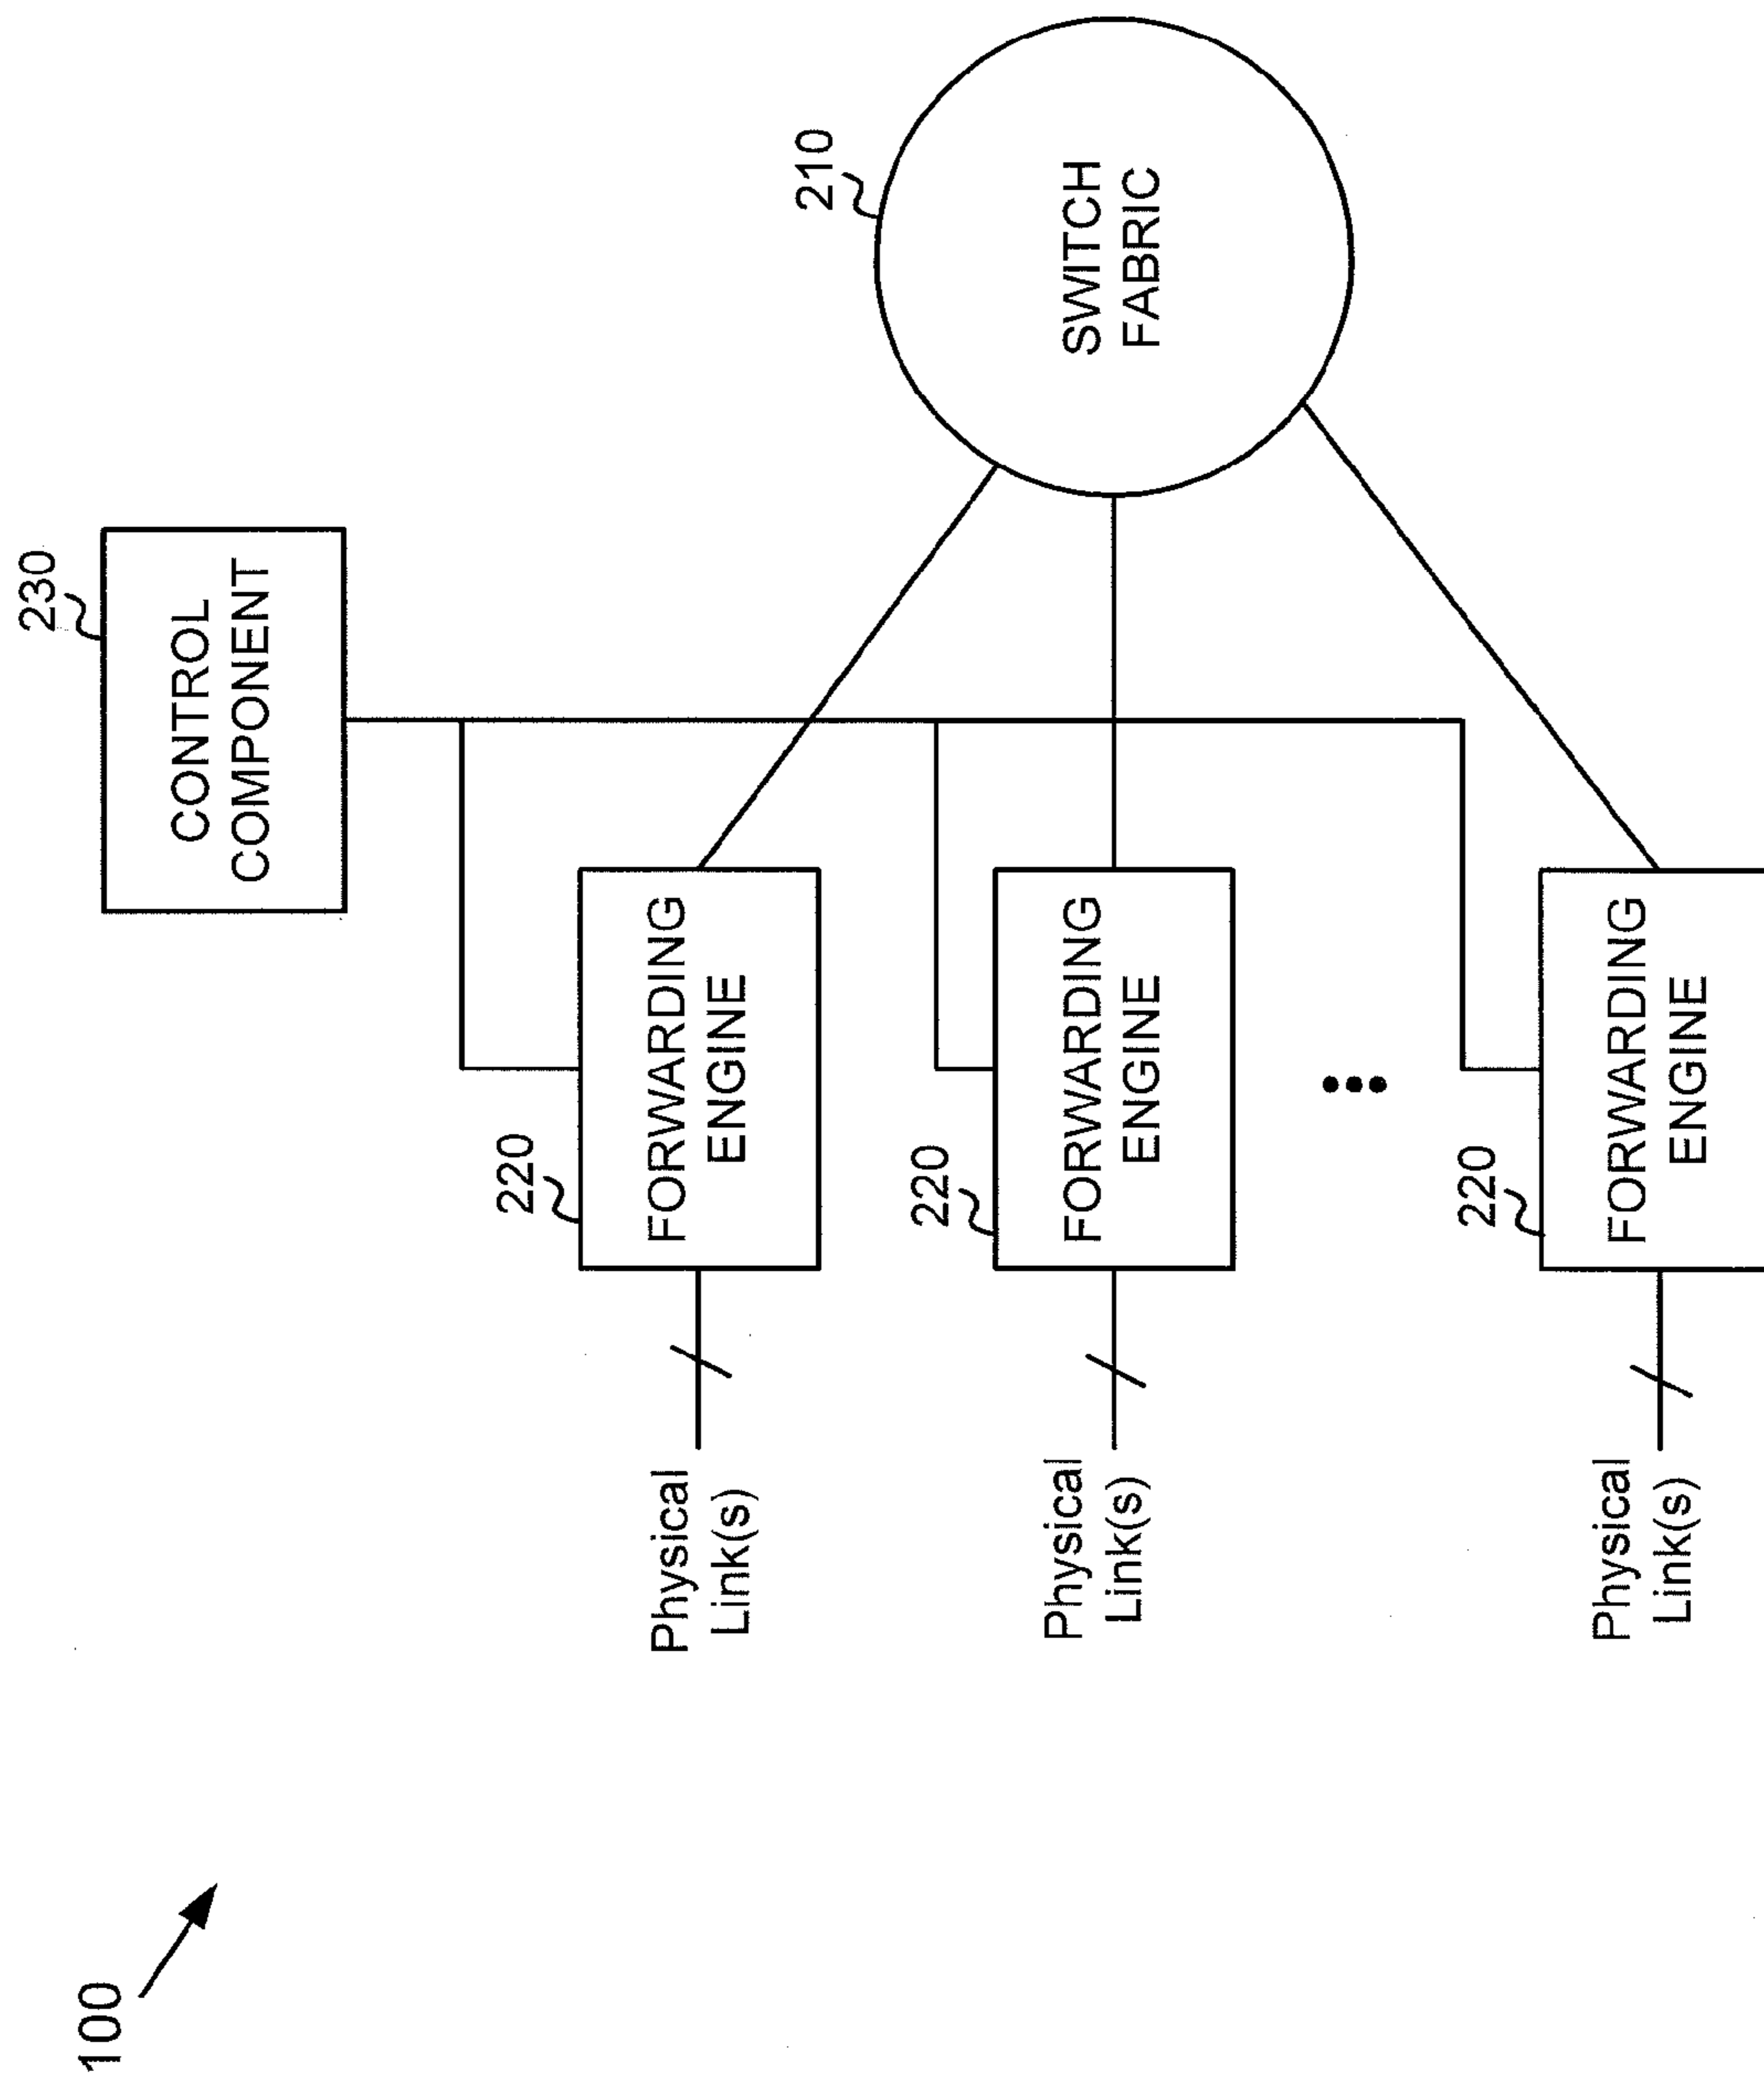 100
230
CONTROL
COMPONENT
220
Physical
Link(s)
FORWARDING
ENGINE
210
SWITCH
FABRIC
220
Physical
Link(s)
FORWARDING
ENGINE
220
Physical
Link(s)
FORWARDING
ENGINE